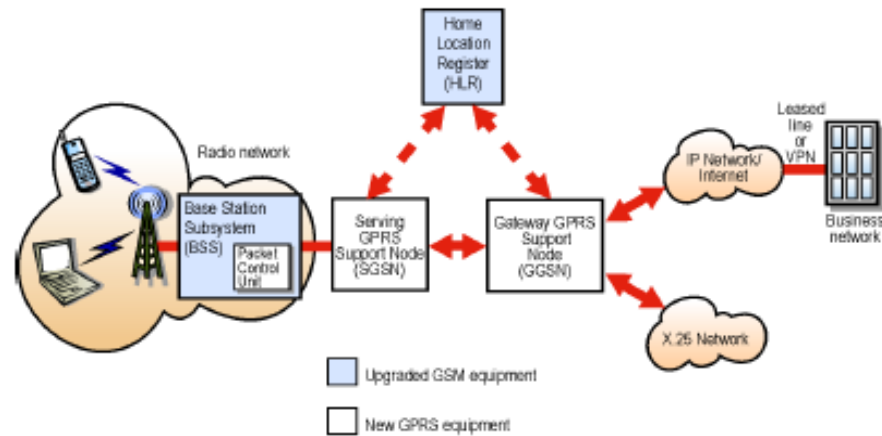 Home
Location
Register
(HLR)
Leased
line
or
VPN
Radio network
IP Network/
Internet
Base Station
Subsystem
(BSS)
Packet
Control
Unit
Serving
GPRS
Support Node
(SGSN)
Gateway GPRS
Support
Node
(GGSN)
Business
network
X.25 Network
Upgraded GSM equipment
New GPRS equipment